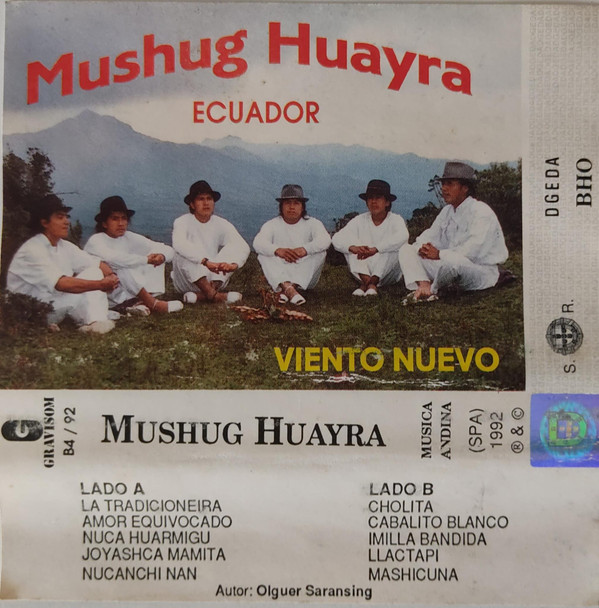 Mushug Huayra
ECUADOR
VIENTO NUEVO
DGEDA
BHO
S. R.
G
GRAVISOM
B4 / 92
MUSHUG HUAYRA
MUSICA
ANDINA
(SPA)
1992
® & ©
LADO A
LA TRADICIONEIRA
AMOR EQUIVOCADO
NUCA HUARMIGU
JOYASHCA MAMITA
NUCANCHI NAN
LADO B
CHOLITA
CABALITO BLANCO
IMILLA BANDIDA
LLACTAPI
MASHICUNA
Autor: Olguer Saransing